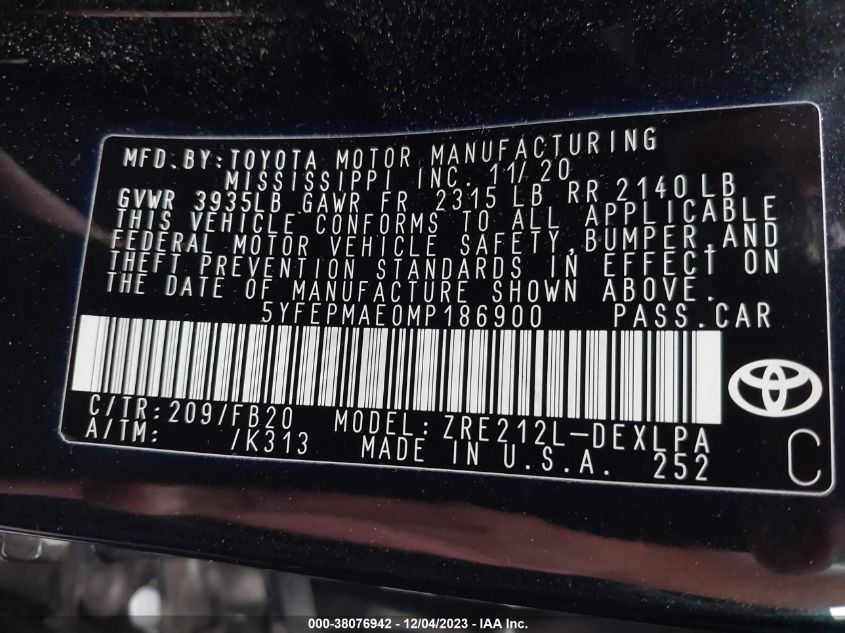 MFD.BY:TOYOTA MOTOR MANUFACTURING
MISSISSIPPI INC. 11/20
GVWR 3935LB GAWR FR 2315 LB RR 2140 LB
THIS VEHICLE CONFORMS TO ALL APPLICABLE
FEDERAL MOTOR VEHICLE SAFETY,BUMPER,AND
THEFT PREVENTION STANDARDS IN EFFECT ON
THE DATE OF MANUFACTURE SHOWN ABOVE.
5YFEPMAE0MP186900 PASS.CAR
C/TR:209/FB20 MODEL:ZRE212L-DEXLPA
A/TM: /K313 MADE IN U.S.A. 252
C
000-38076942 - 12/04/2023 - IAA Inc.